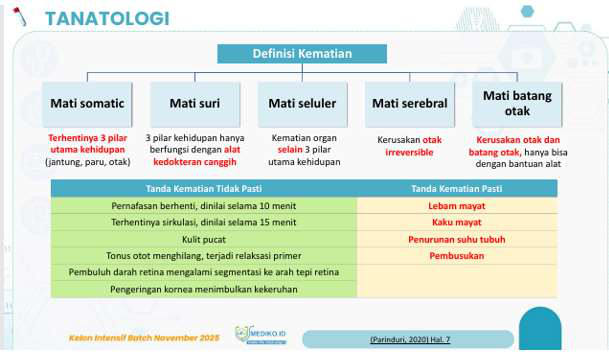 TANATOLOGI
Definisi Kematian
Mati somatic
Terhentinya 3 pilar
utama kehidupan
(jantung, paru, otak)
Mati suri
3 pilar kehidupan hanya
berfungsi dengan alat
kedokteran canggih
Mati seluler
Kematian organ
selain 3 pilar
utama kehidupan
Mati serebral
Kerusakan otak
irreversible
Mati batang
otak
Kerusakan otak dan
batang otak, hanya bisa
dengan bantuan alat
Tanda Kematian Tidak Pasti
Tanda Kematian Pasti
Pernafasan berhenti, dinilai selama 10 menit
Lebam mayat
Terhentinya sirkulasi, dinilai selama 15 menit
Kaku mayat
Kulit pucat
Penurunan suhu tubuh
Tonus otot menghilang, terjadi relaksasi primer
Pembusukan
Pembuluh darah retina mengalami segmentasi ke arah tepi retina
Pengeringan kornea menimbulkan kekeruhan
Kelon Intensif Batch November 2025
MEDIKO.ID
(Parinduri, 2020) Hal. 7